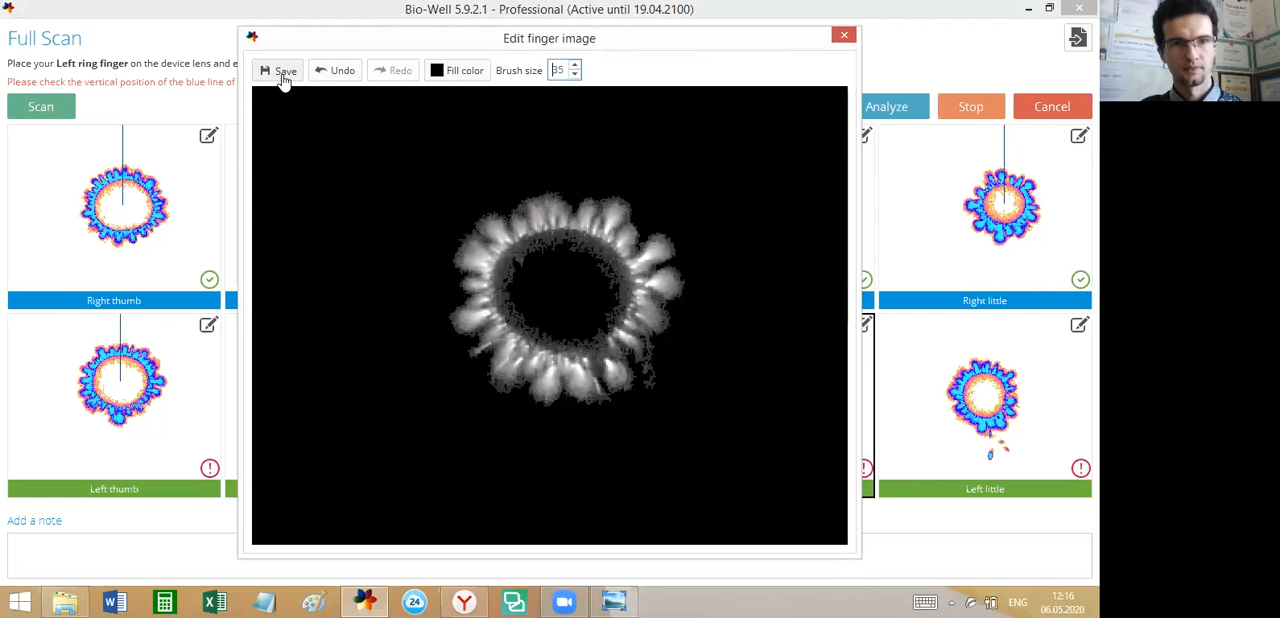 Bio-Well 5.9.2.1 - Professional (Active until 19.04.2100)
Full Scan
Place your Left ring finger on the device lens and e
Please check the vertical position of the blue line of
Scan
Edit finger image
Save
Undo
Redo
Fill color
Brush size
35
Analyze
Stop
Cancel
Right thumb
Right little
Left thumb
Left little
Add a note
24
ENG
12:16
06.05.2020